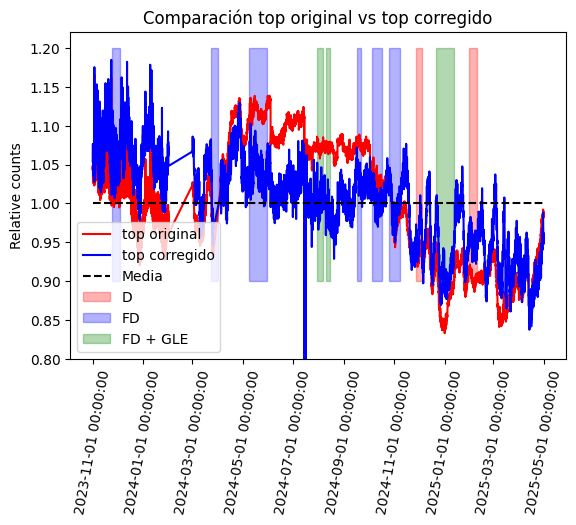 Comparación top original vs top corregido
Relative counts
1.20
1.15
1.10
1.05
1.00
0.95
0.90
0.85
0.80
top original
top corregido
Media
D
FD
FD + GLE
2023-11-01 00:00:00
2024-01-01 00:00:00
2024-03-01 00:00:00
2024-05-01 00:00:00
2024-07-01 00:00:00
2024-09-01 00:00:00
2024-11-01 00:00:00
2025-01-01 00:00:00
2025-03-01 00:00:00
2025-05-01 00:00:00